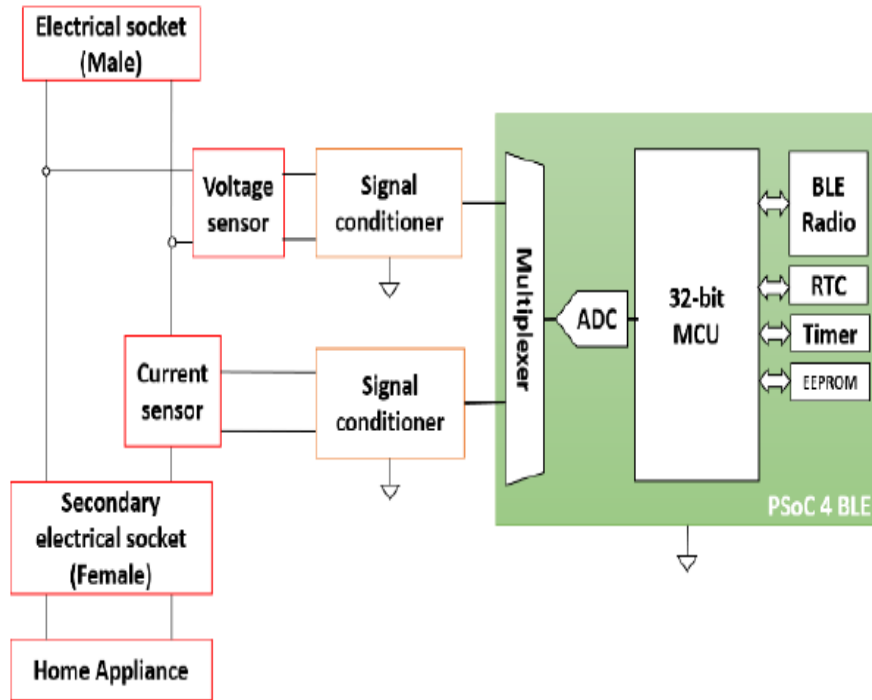 Electrical socket
(Male)
Voltage
sensor
Signal
conditioner
Current
sensor
Signal
conditioner
Secondary
electrical socket
(Female)
Home Appliance
Multiplexer
ADC
32-bit
MCU
BLE
Radio
RTC
Timer
EEPROM
PSoC 4 BLE